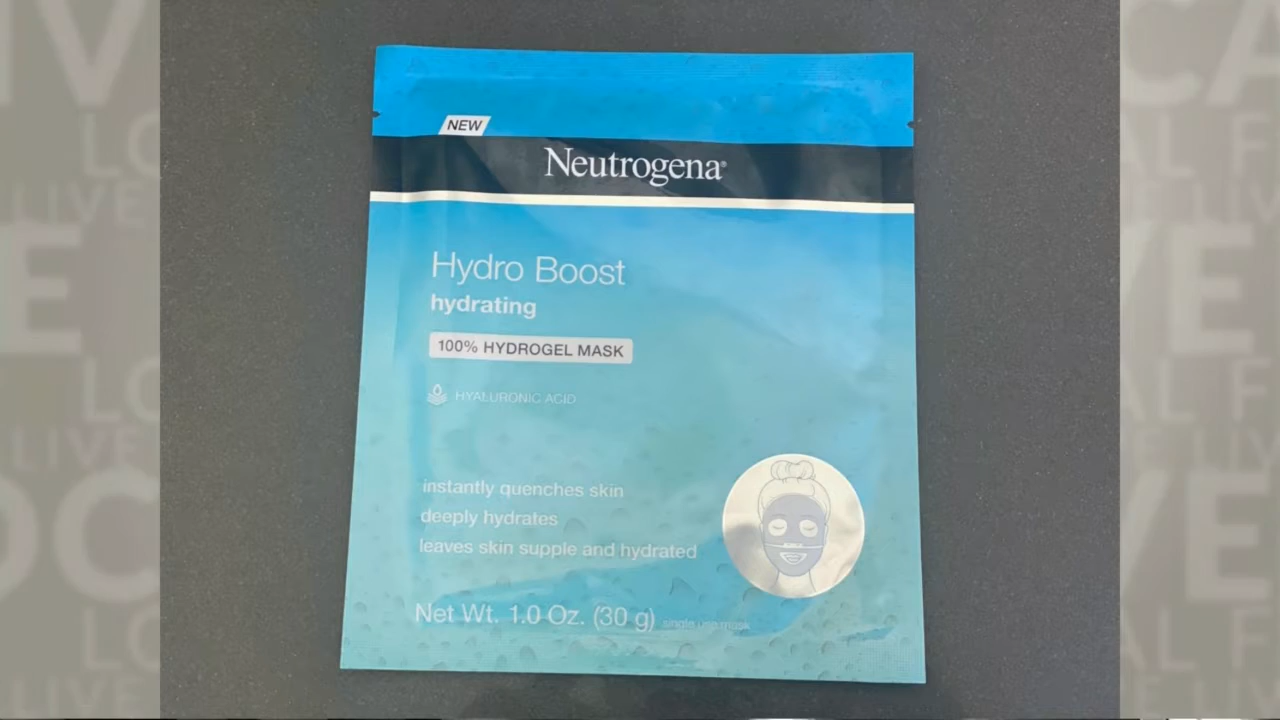 NEW
Neutrogena®
Hydro Boost
hydrating
100% HYDROGEL MASK
HYALURONIC ACID
instantly quenches skin
deeply hydrates
leaves skin supple and hydrated
Net Wt. 1.0 Oz. (30 g) single use mask